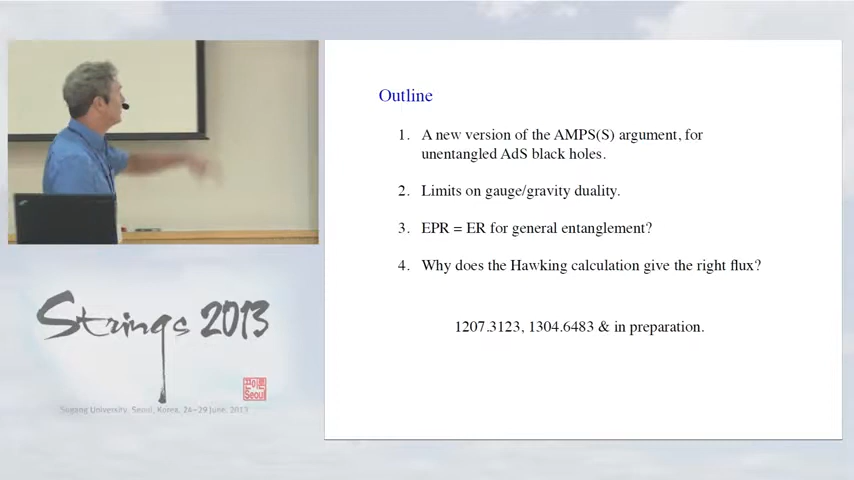 Outline
1. A new version of the AMPS(S) argument, for
unentangled AdS black holes.
2. Limits on gauge/gravity duality.
3. EPR = ER for general entanglement?
4. Why does the Hawking calculation give the right flux?
1207.3123, 1304.6483 & in preparation.
Strings 2013
Seoul
Sogang University, Seoul, Korea, 24-29 June, 2013